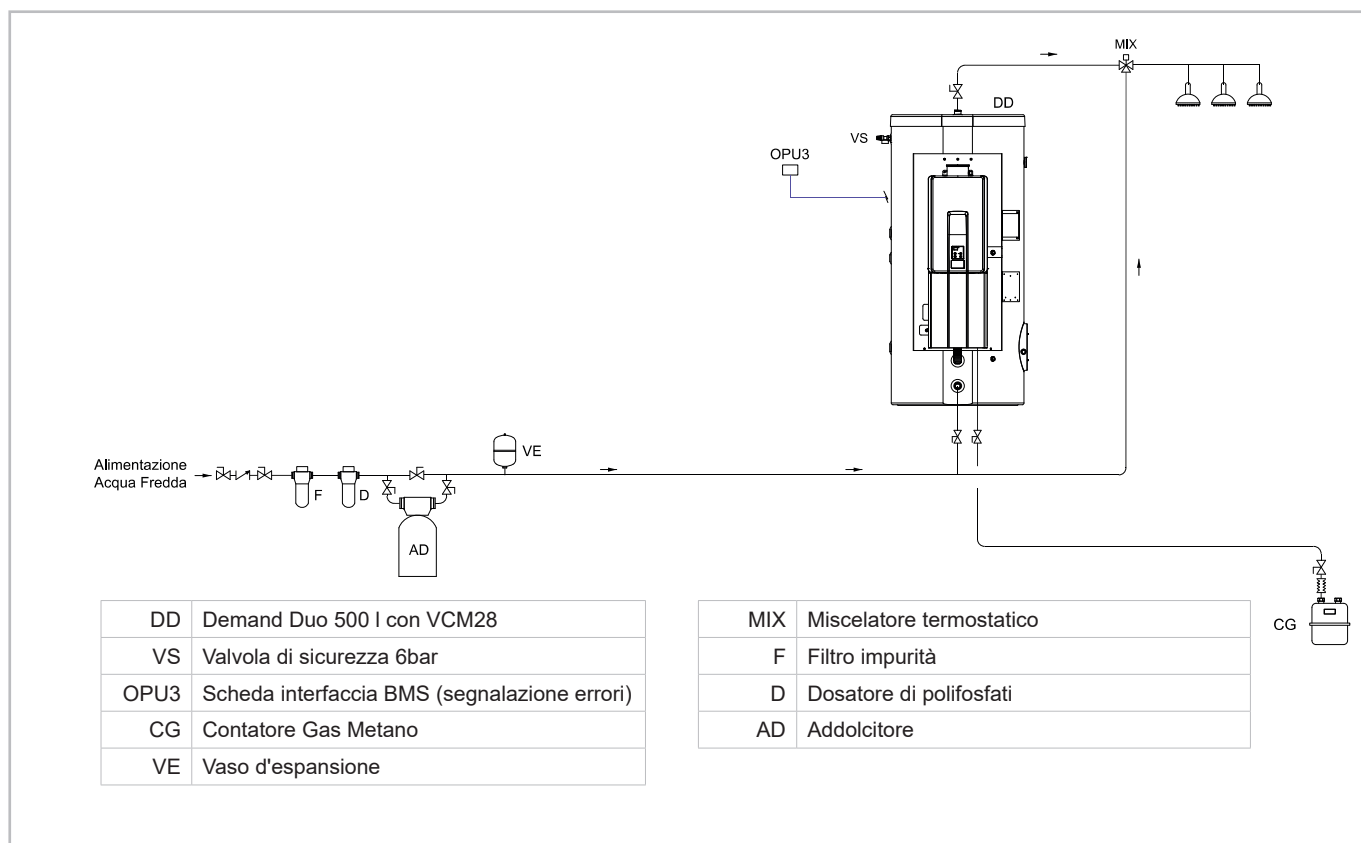 MIX
DD
VS
OPU3
VE
Alimentazione
Acqua Fredda
F
D
AD
CG
DD Demand Duo 500 l con VCM28
VS Valvola di sicurezza 6bar
OPU3 Scheda interfaccia BMS (segnalazione errori)
CG Contatore Gas Metano
VE Vaso d'espansione
MIX Miscelatore termostatico
F Filtro impurità
D Dosatore di polifosfati
AD Addolcitore